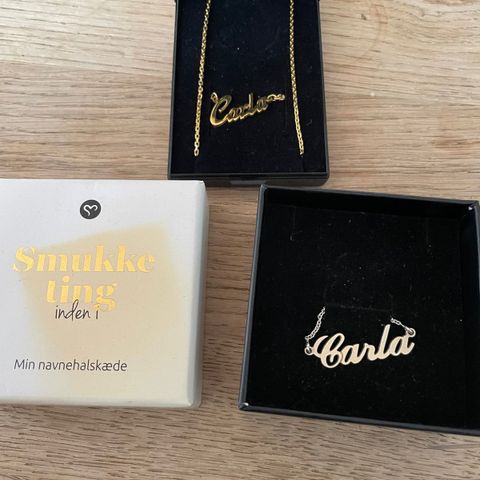 Carla
Smukke
ting
inden i
Min navnehalskæde
Carla